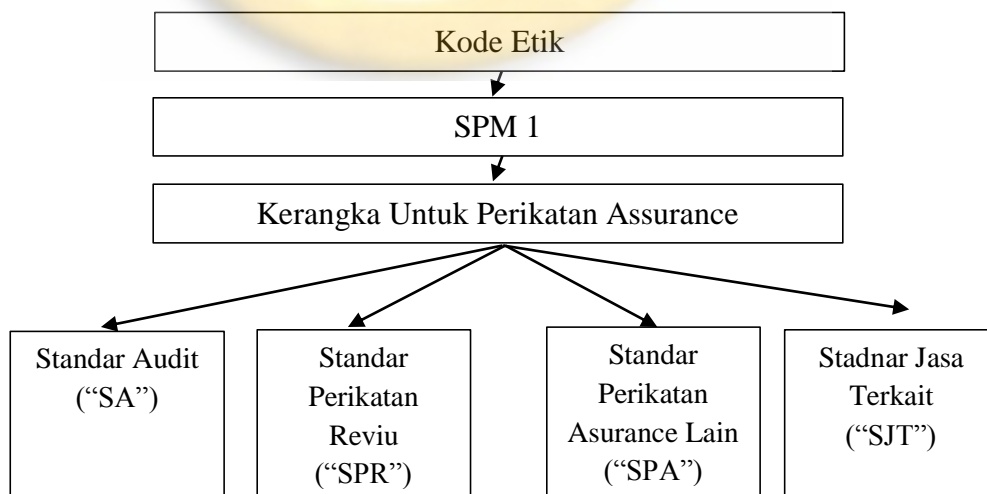 Kode Etik
SPM 1
Kerangka Untuk Perikatan Assurance
Standar Audit
(“SA”)
Standar
Perikatan
Reviu
(“SPR”)
Standar
Perikatan
Asurance Lain
(“SPA”)
Stadnar Jasa
Terkait
(“SJT”)